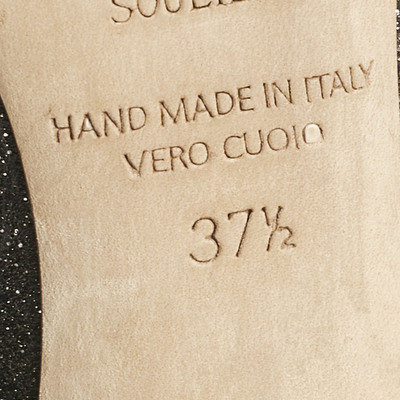 HAND MADE IN ITALY
VERO CUOIO
37½